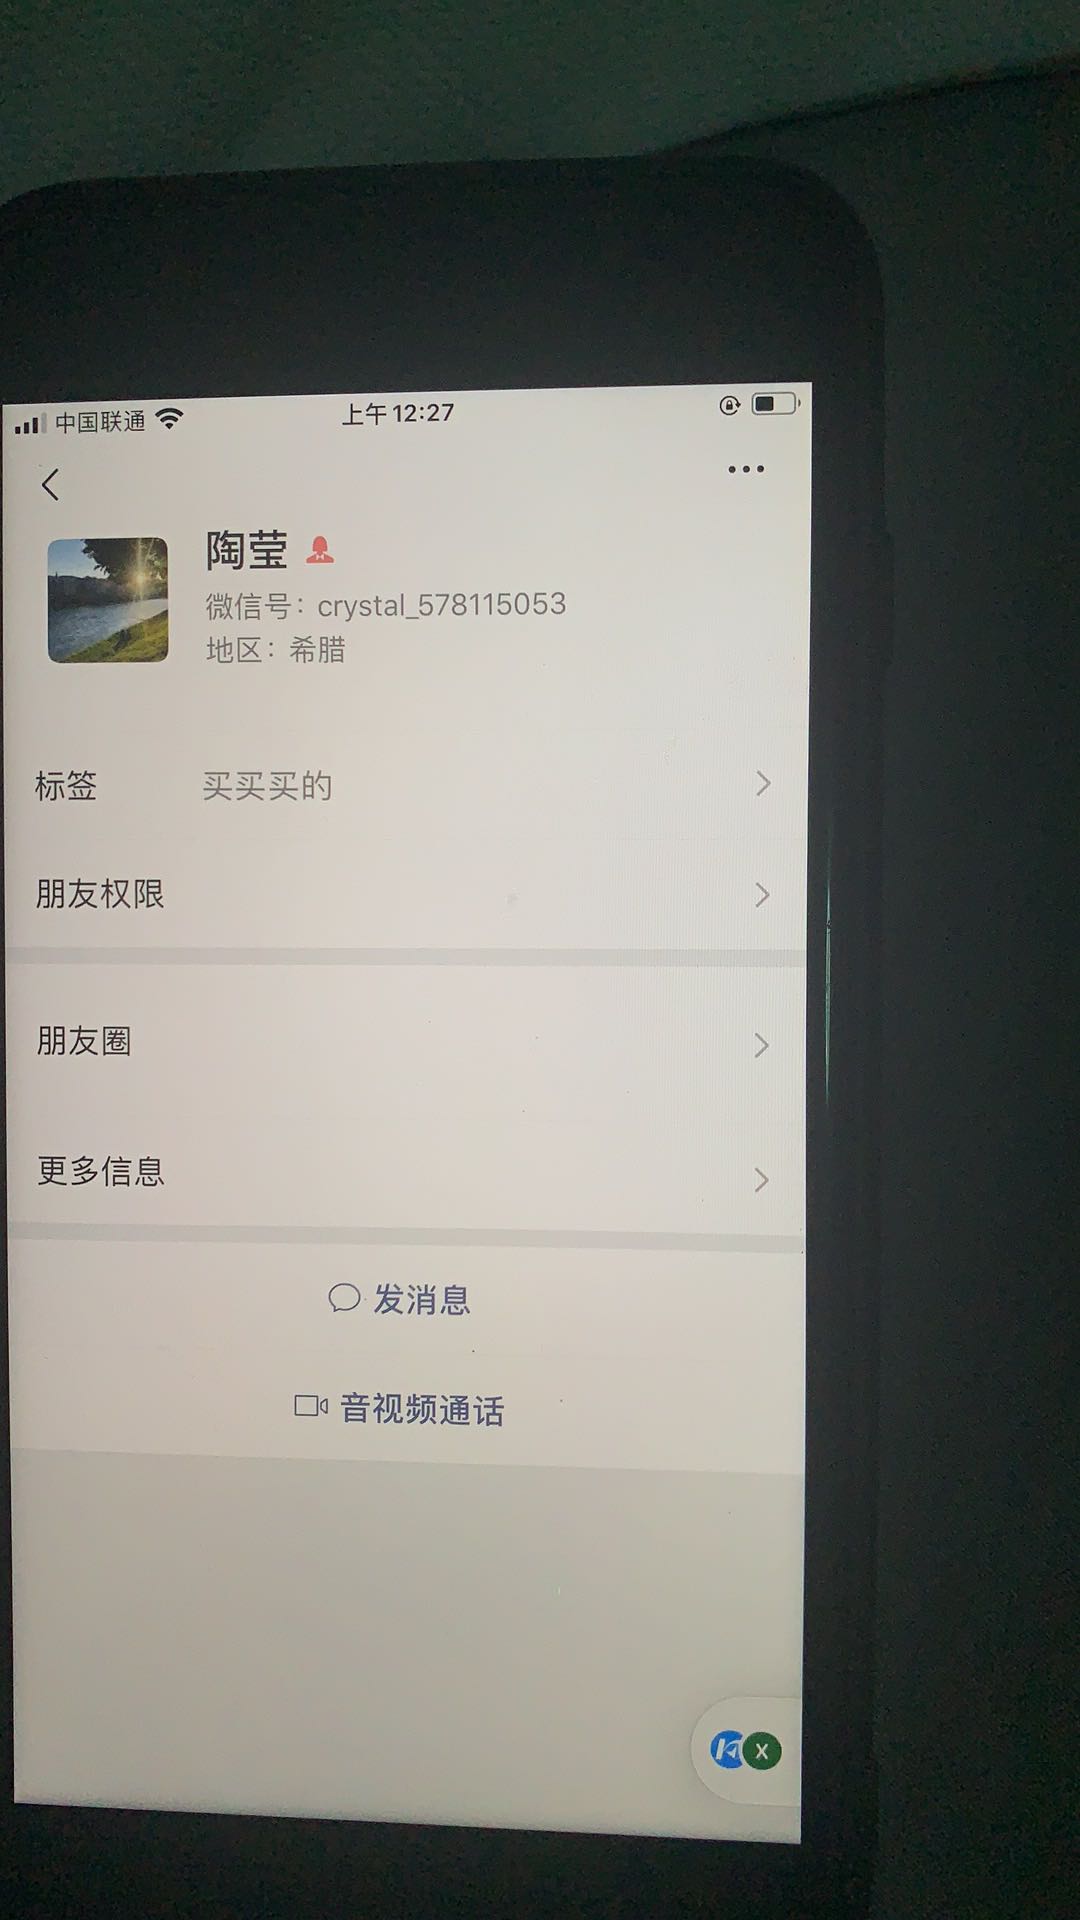 中国联通 上午12:27
陶莹
微信号：crystal_578115053
地区：希腊
标签 买买买的
朋友权限
朋友圈
更多信息
发消息
音视频通话
X